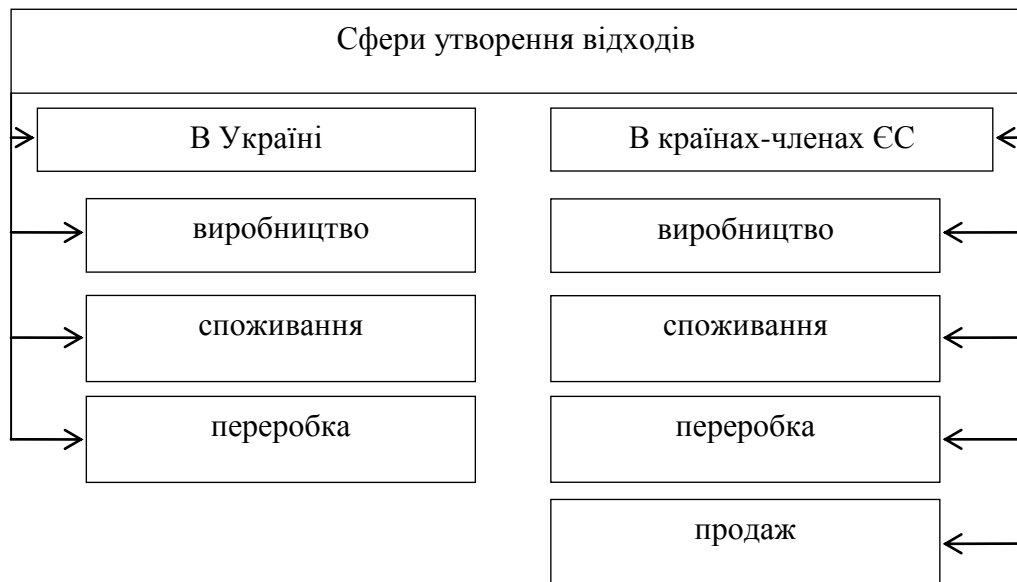 Сфери утворення відходів
В Україні
В країнах-членах ЄС
виробництво
виробництво
споживання
споживання
переробка
переробка
продаж